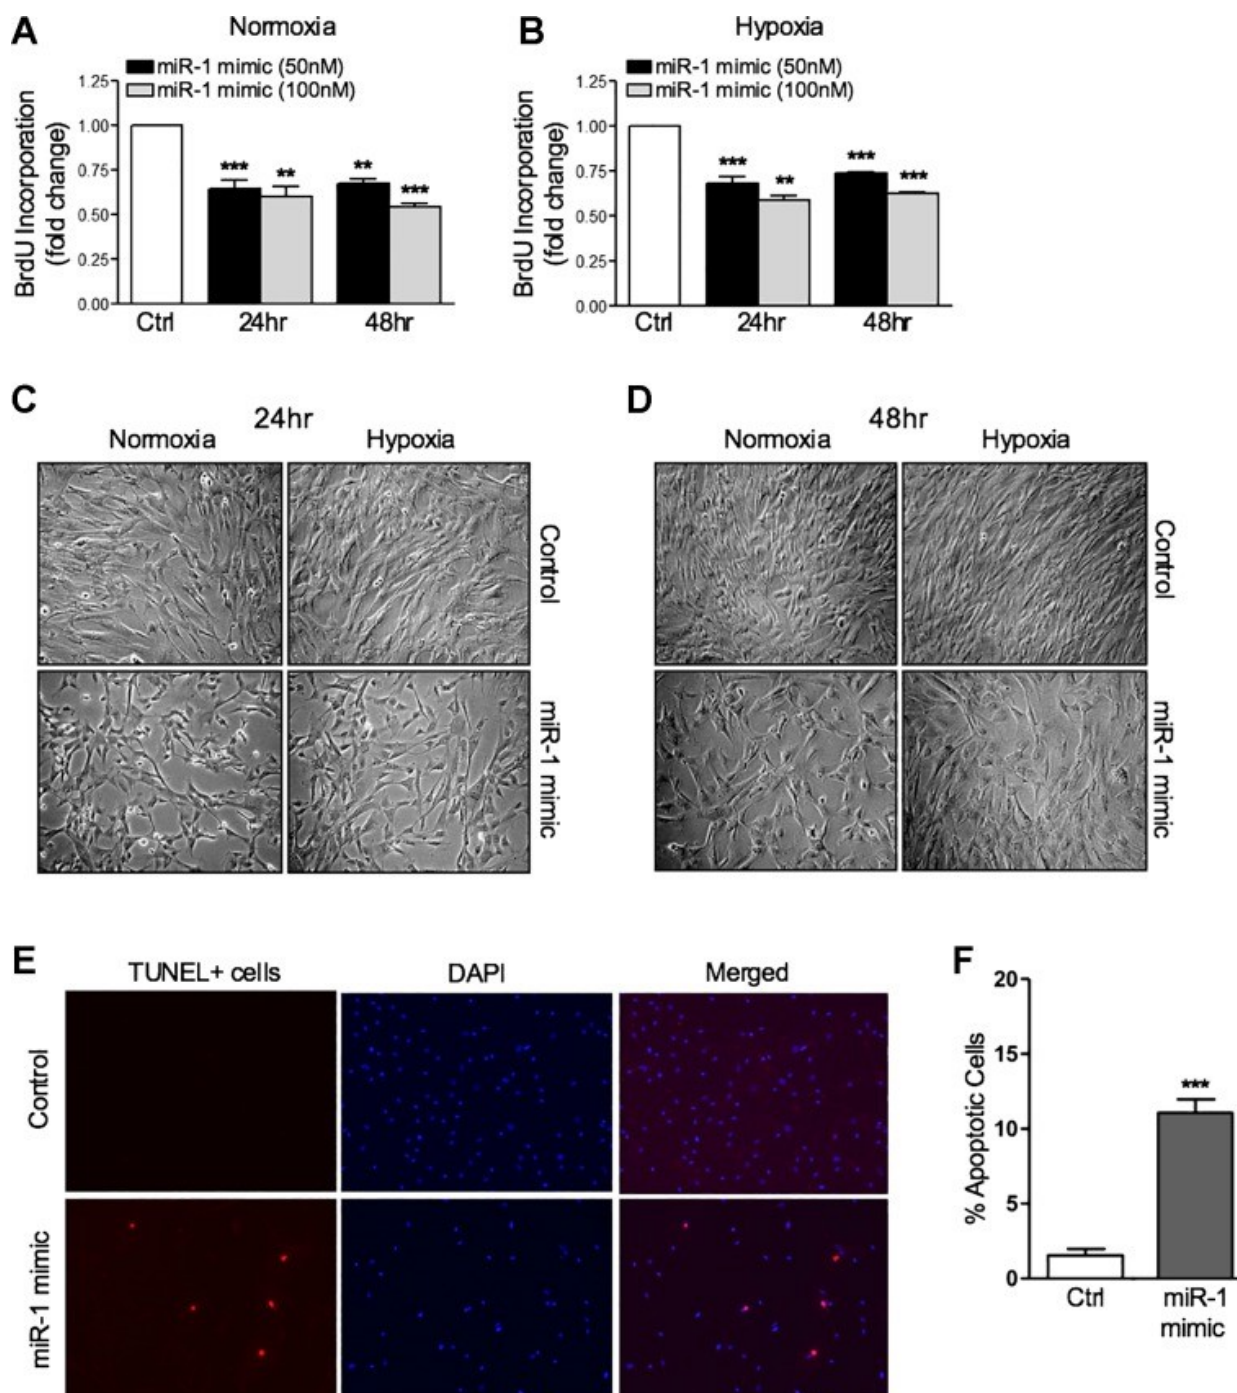 A
Normoxia
miR-1 mimic (50nM)
miR-1 mimic (100nM)
BrdU Incorporation
(fold change)
1.25
1.00
0.75
0.50
0.25
0.00
***
**
**
***
Ctrl
24hr
48hr
B
Hypoxia
miR-1 mimic (50nM)
miR-1 mimic (100nM)
BrdU Incorporation
(fold change)
1.25
1.00
0.75
0.50
0.25
0.00
***
**
***
***
Ctrl
24hr
48hr
C
24hr
Normoxia
Hypoxia
Control
miR-1 mimic
D
48hr
Normoxia
Hypoxia
Control
miR-1 mimic
E
TUNEL+ cells
DAPI
Merged
Control
miR-1 mimic
F
% Apoptotic Cells
20
15
10
5
0
***
Ctrl
miR-1
mimic